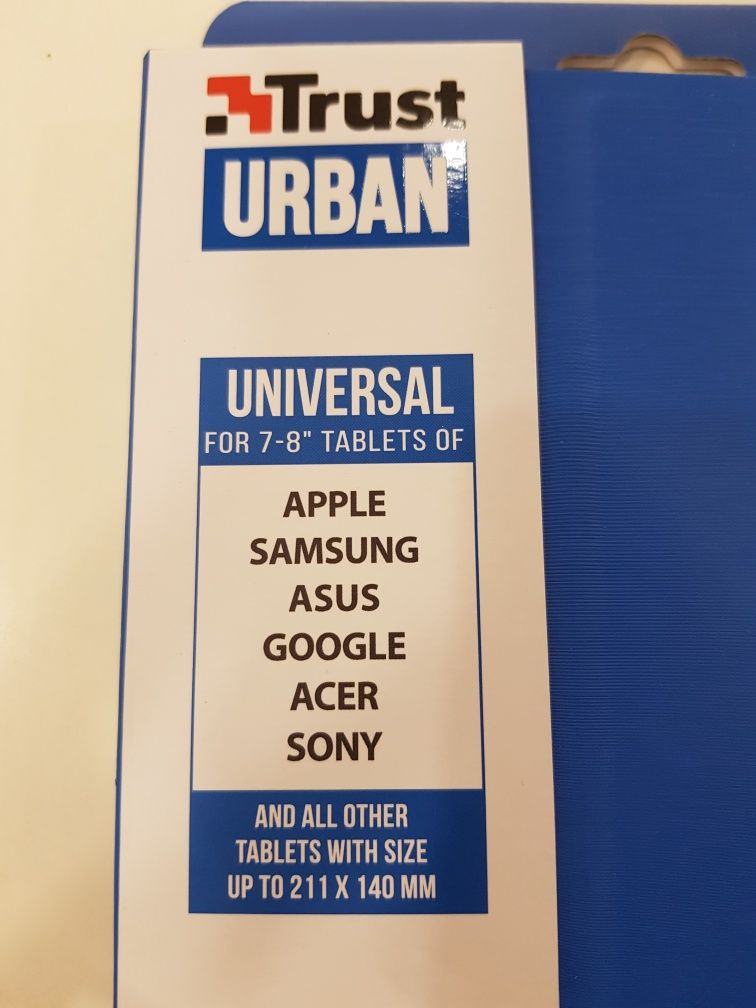 Trust
URBAN
UNIVERSAL
FOR 7-8" TABLETS OF
APPLE
SAMSUNG
ASUS
GOOGLE
ACER
SONY
AND ALL OTHER
TABLETS WITH SIZE
UP TO 211 X 140 MM